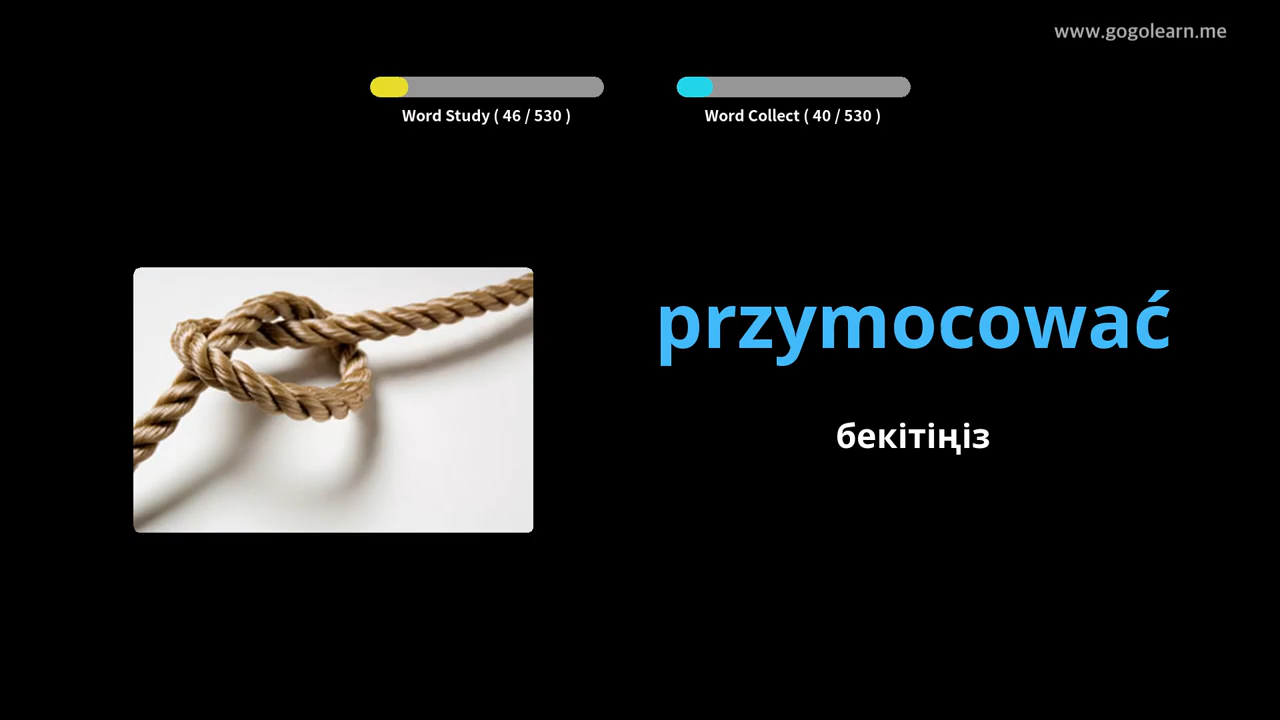 www.gogolearn.me
Word Study ( 46 / 530 )
Word Collect ( 40 / 530 )
przymocować
бекітіңіз